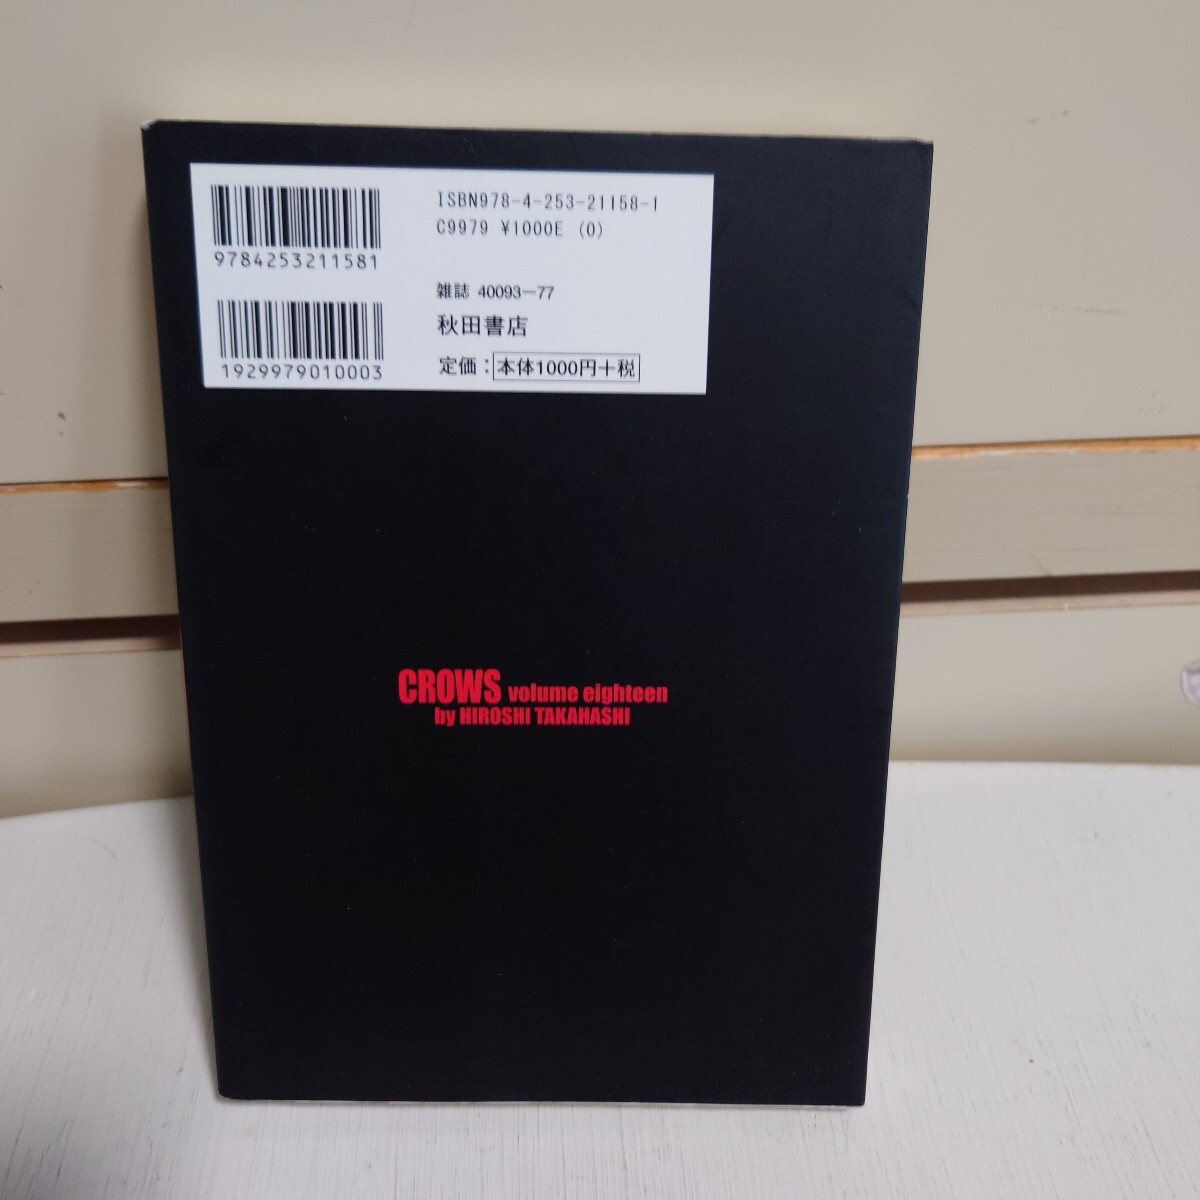 ISBN978-4-253-21158-1
C9979 ¥1000E (0)
9784253211581
雑誌 40093-77
秋田書店
1929979010003
定価：本体1000円+税
CROWS volume eighteen
by HIROSHI TAKAHASHI